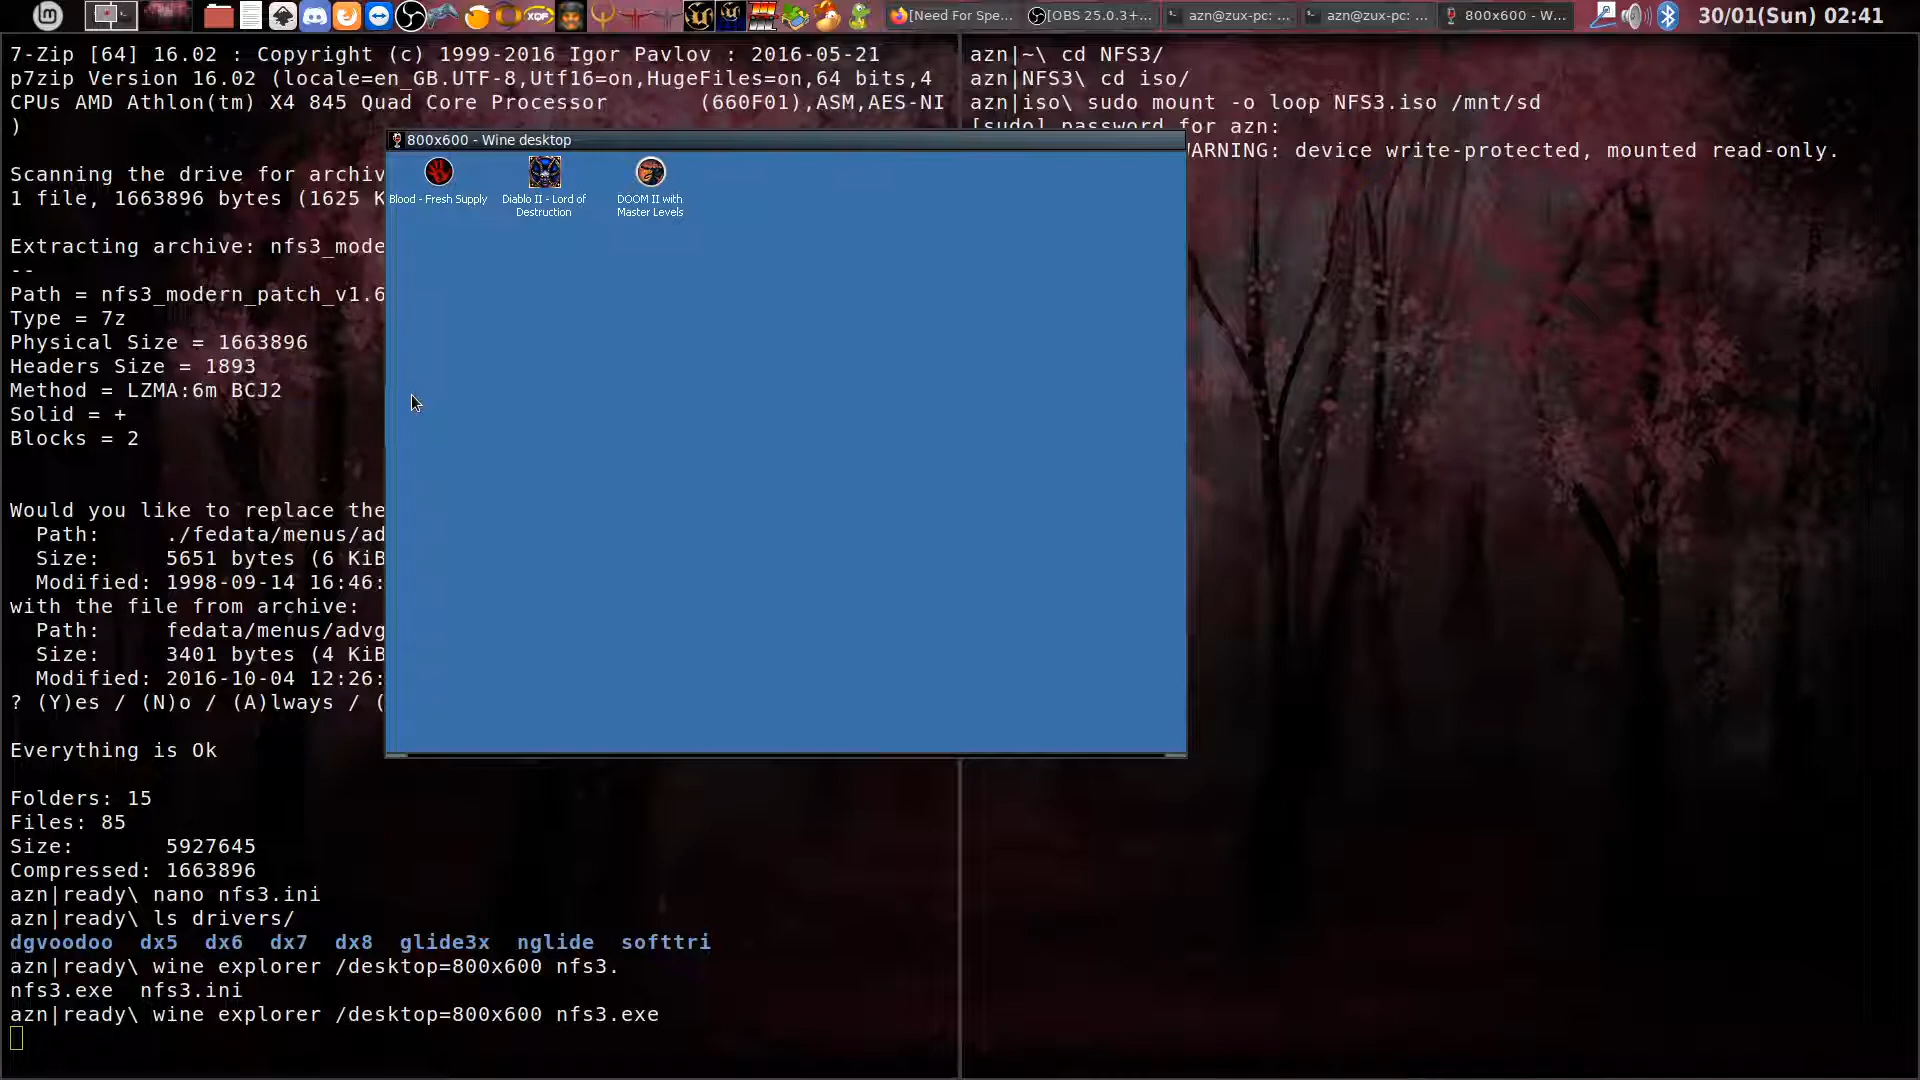 [Need For Spe...
[OBS 25.0.3+...
azn@zux-pc: ...
azn@zux-pc: ...
800x600 - W...
30/01(Sun) 02:41
7-Zip [64] 16.02 : Copyright (c) 1999-2016 Igor Pavlov : 2016-05-21
p7zip Version 16.02 (locale=en_GB.UTF-8,Utf16=on,HugeFiles=on,64 bits,4
CPUs AMD Athlon(tm) X4 845 Quad Core Processor (660F01),ASM,AES-NI
)
Scanning the drive for archiv
1 file, 1663896 bytes (1625 K
Extracting archive: nfs3_mode
--
Path = nfs3_modern_patch_v1.6
Type = 7z
Physical Size = 1663896
Headers Size = 1893
Method = LZMA:6m BCJ2
Solid = +
Blocks = 2
Would you like to replace the
Path: ./fedata/menus/ad
Size: 5651 bytes (6 KiB
Modified: 1998-09-14 16:46:
with the file from archive:
Path: fedata/menus/advg
Size: 3401 bytes (4 KiB
Modified: 2016-10-04 12:26:
? (Y)es / (N)o / (A)lways / (
Everything is Ok
Folders: 15
Files: 85
Size: 5927645
Compressed: 1663896
azn|ready\ nano nfs3.ini
azn|ready\ ls drivers/
dgvoodoo dx5 dx6 dx7 dx8 glide3x nglide softtri
azn|ready\ wine explorer /desktop=800x600 nfs3.
nfs3.exe nfs3.ini
azn|ready\ wine explorer /desktop=800x600 nfs3.exe
800x600 - Wine desktop
Blood - Fresh Supply
Diablo II - Lord of
Destruction
DOOM II with
Master Levels
azn|~\ cd NFS3/
azn|NFS3\ cd iso/
azn|iso\ sudo mount -o loop NFS3.iso /mnt/sd
[sudo] password for azn:
ARNING: device write-protected, mounted read-only.